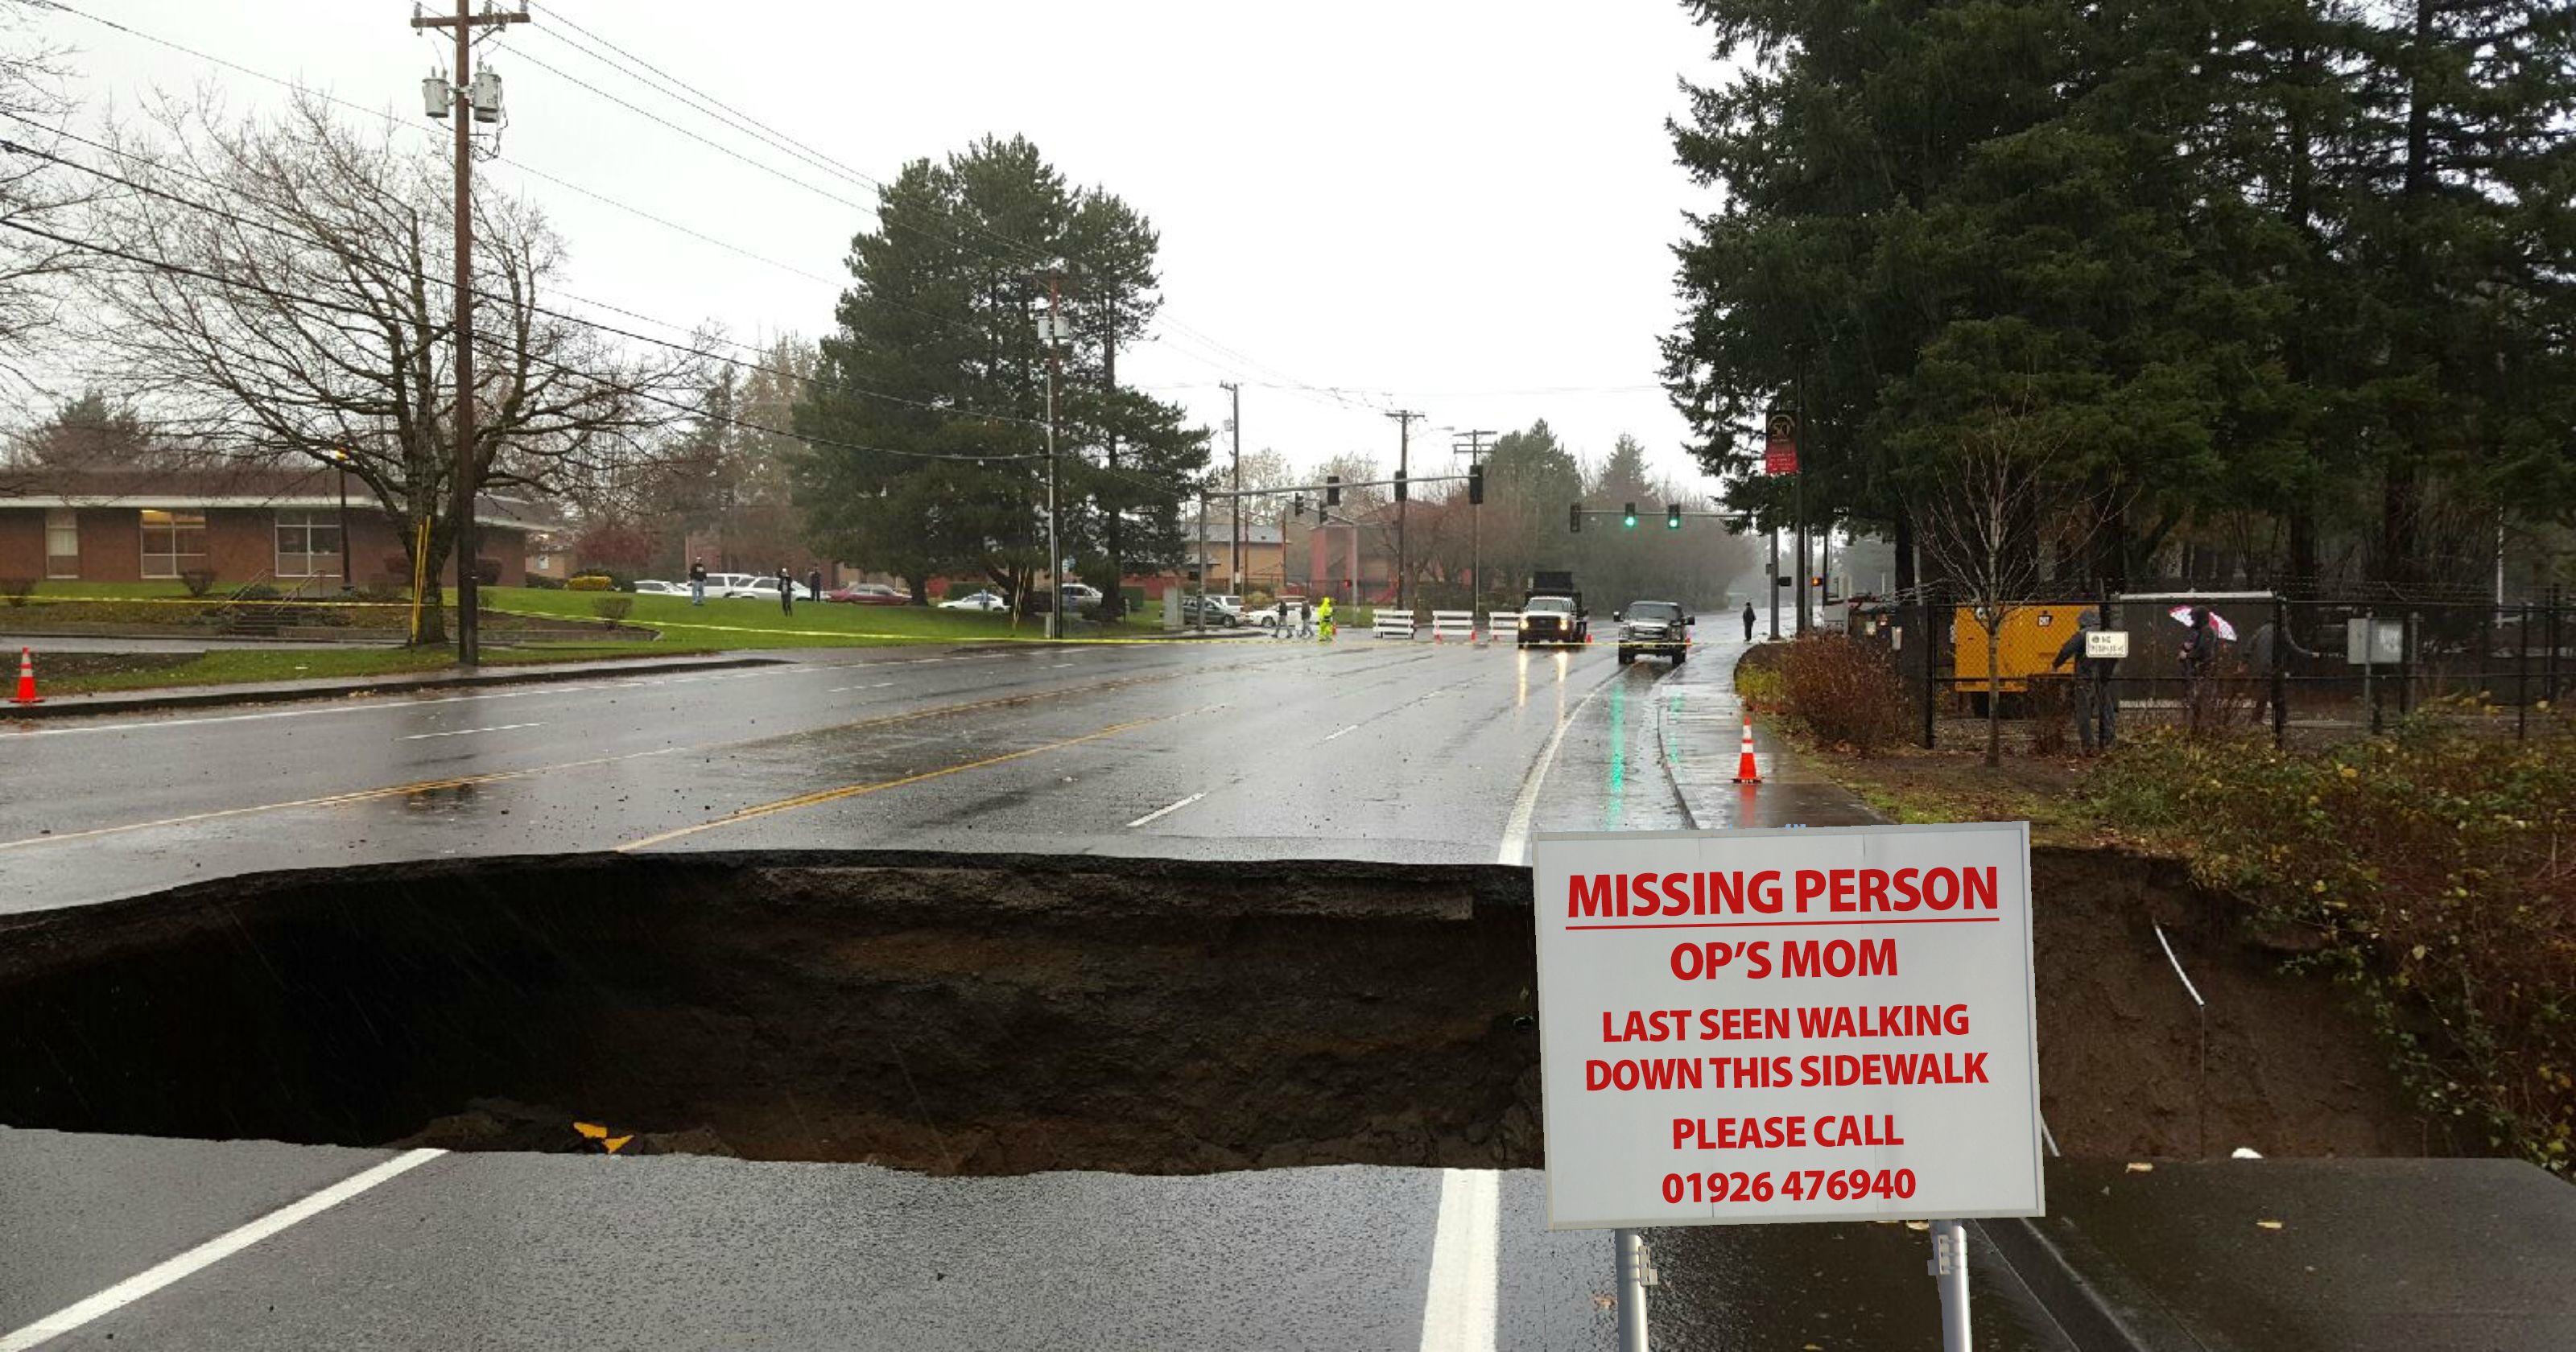 MISSING PERSON
OP'S MOM
LAST SEEN WALKING
DOWN THIS SIDEWALK
PLEASE CALL
01926 476940